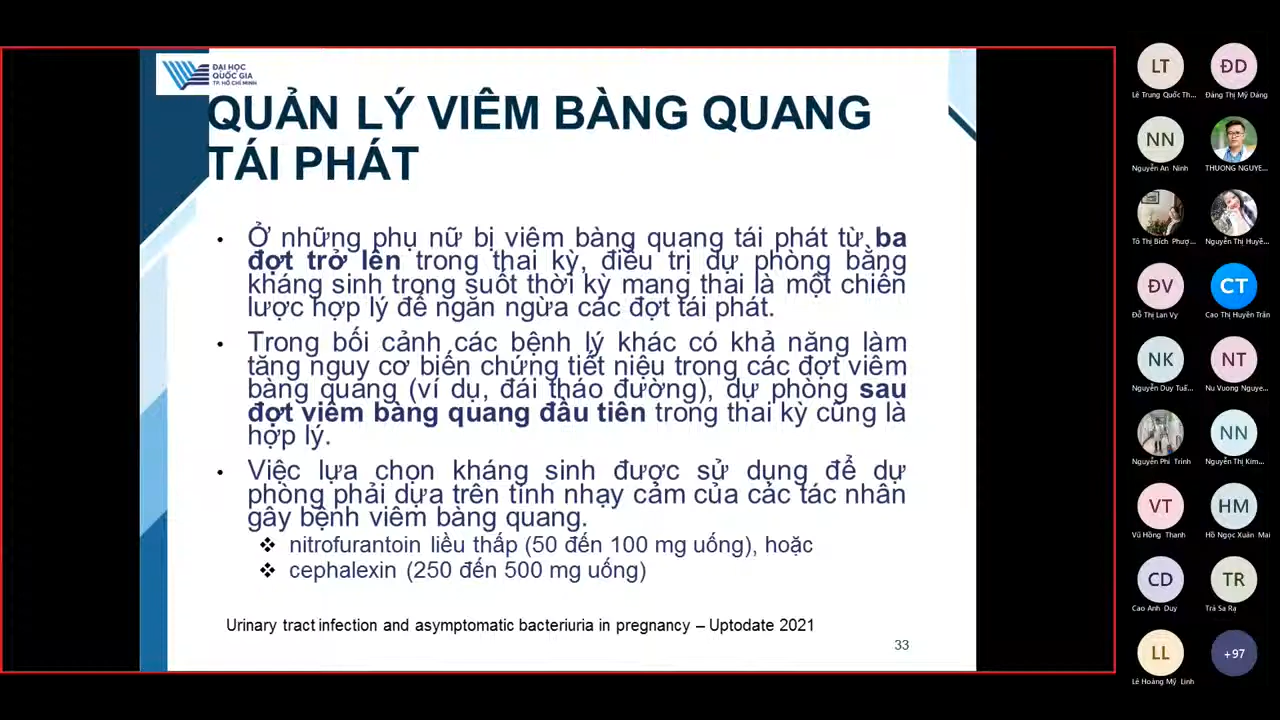 ĐẠI HỌC
QUỐC GIA
TP. HỒ CHÍ MINH
QUẢN LÝ VIÊM BÀNG QUANG
TÁI PHÁT
• Ở những phụ nữ bị viêm bàng quang tái phát từ ba
đợt trở lên trong thai kỳ, điều trị dự phòng bằng
kháng sinh trong suốt thời kỳ mang thai là một chiến
lược hợp lý để ngăn ngừa các đợt tái phát.
• Trong bối cảnh các bệnh lý khác có khả năng làm
tăng nguy cơ biến chứng tiết niệu trong các đợt viêm
bàng quang (ví dụ, đái tháo đường), dự phòng sau
đợt viêm bàng quang đầu tiên trong thai kỳ cũng là
hợp lý.
• Việc lựa chọn kháng sinh được sử dụng để dự
phòng phải dựa trên tính nhạy cảm của các tác nhân
gây bệnh viêm bàng quang.
❖ nitrofurantoin liều thấp (50 đến 100 mg uống), hoặc
❖ cephalexin (250 đến 500 mg uống)
Urinary tract infection and asymptomatic bacteriuria in pregnancy – Uptodate 2021
33
LT ĐD
Lê Trung Quốc Th... Đặng Thị Mỹ Dáng
NN
Nguyễn An Ninh THUONG NGUYE...
Tô Thị Bích Phượ... Nguyễn Thị Huyề...
ĐV CT
Đỗ Thị Lan Vy Cao Thị Huyền Trân
NK NT
Nguyễn Duy Tuấ... Nu Vuong Nguye...
NN
Nguyễn Phi Trình Nguyễn Thị Kim...
VT HM
Vũ Hồng Thanh Hồ Ngọc Xuân Mai
CD TR
Cao Anh Duy Trà Sa Rạ
LL +97
Lê Hoàng Mỹ Linh